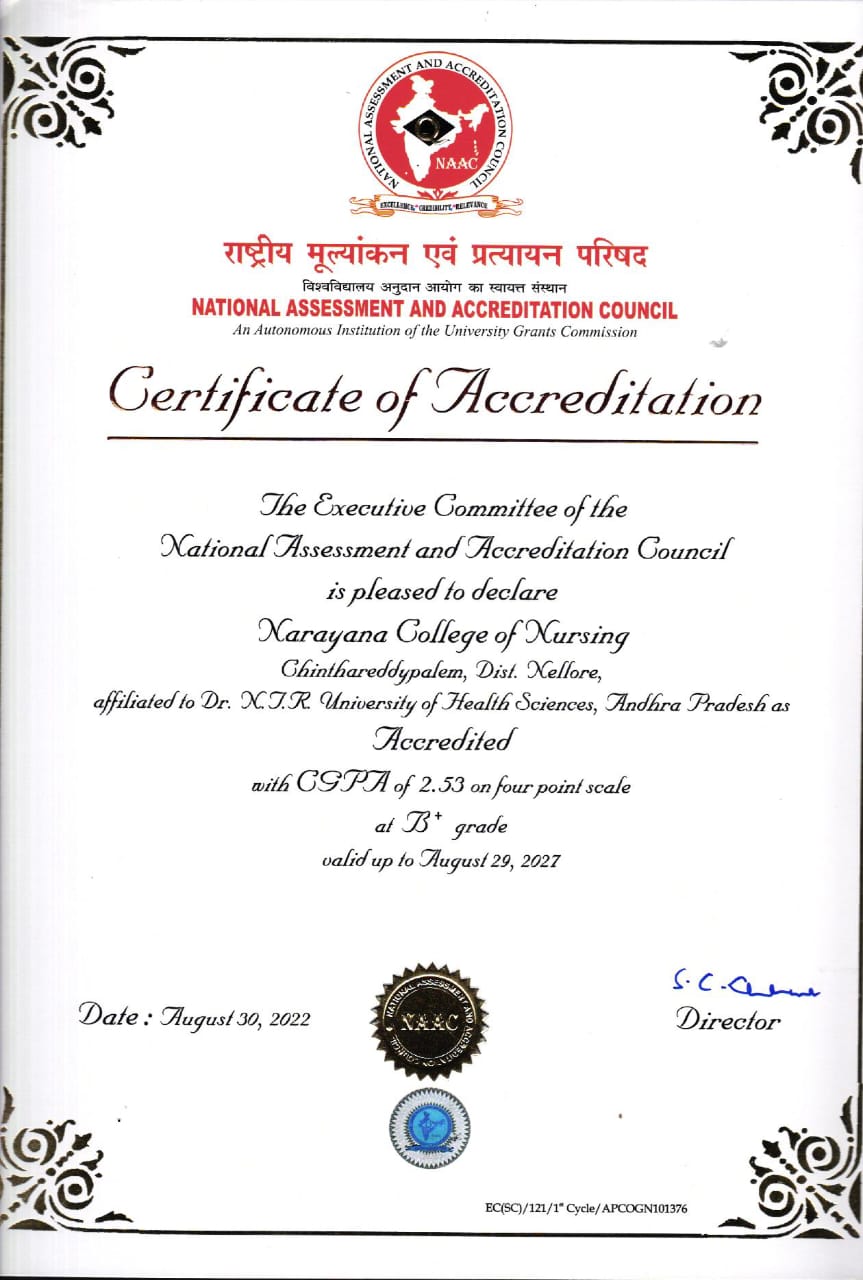 NATIONAL ASSESSMENT AND ACCREDITATION COUNCIL
NAAC
EXCELLENCE * CREDIBILITY * RELEVANCE
राष्ट्रीय मूल्यांकन एवं प्रत्यायन परिषद
विश्वविद्यालय अनुदान आयोग का स्वायत्त संस्थान
NATIONAL ASSESSMENT AND ACCREDITATION COUNCIL
An Autonomous Institution of the University Grants Commission
Certificate of Accreditation
The Executive Committee of the
National Assessment and Accreditation Council
is pleased to declare
Narayana College of Nursing
Chinthareddypalem, Dist. Nellore,
affiliated to Dr. N.T.R. University of Health Sciences, Andhra Pradesh as
Accredited
with CGPA of 2.53 on four point scale
at B+ grade
valid up to August 29, 2027
S. C.
Date : August 30, 2022
Director
NATIONAL ASSESSMENT AND ACCREDITATION COUNCIL
NAAC
EC(SC)/121/1st Cycle/APCOGN101376